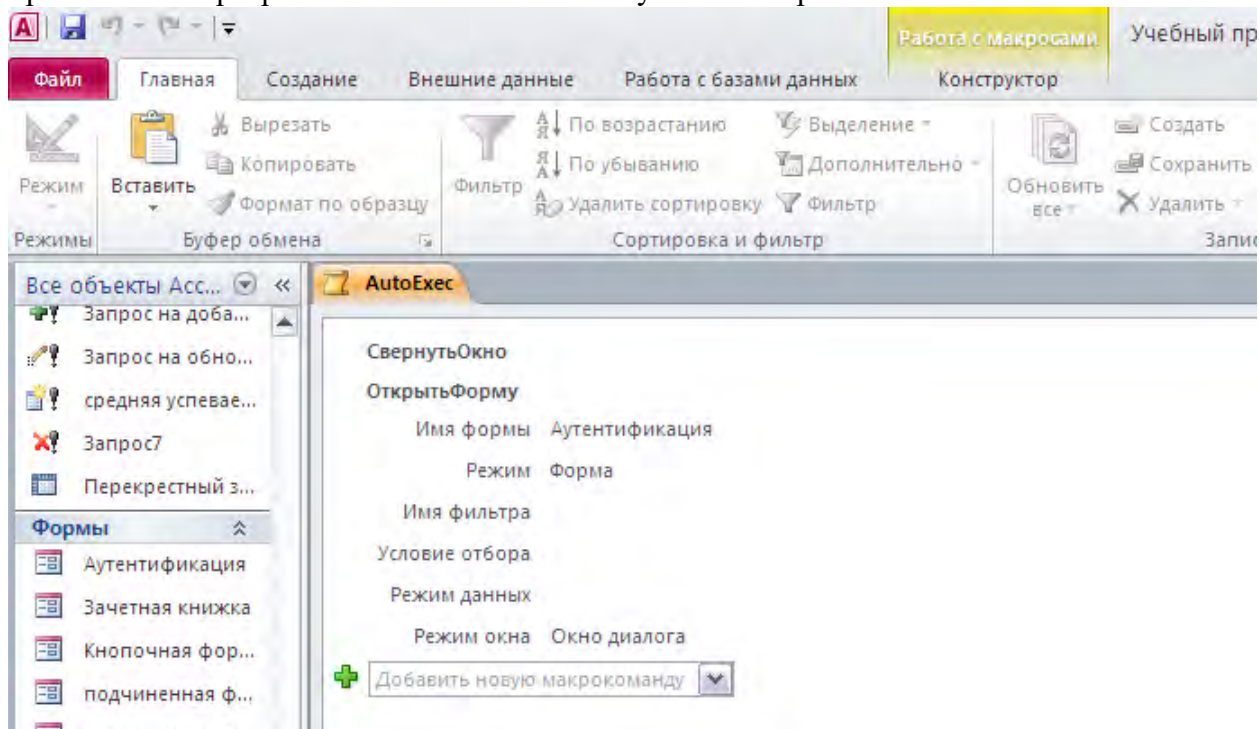 Работа с макросами
Учебный пр
Файл
Главная
Создание
Внешние данные
Работа с базами данных
Конструктор
Режим
Режимы
Вставить
Вырезать
Копировать
Формат по образцу
Буфер обмена
Фильтр
По возрастанию
По убыванию
Удалить сортировку
Выделение
Дополнительно
Фильтр
Сортировка и фильтр
Обновить
все
Создать
Сохранить
Удалить
Запис
Все объекты Acc...
Запрос на доба...
Запрос на обно...
средняя успевае...
Запрос7
Перекрестный з...
Формы
Аутентификация
Зачетная книжка
Кнопочная фор...
подчиненная ф...
AutoExec
СвернутьОкно
ОткрытьФорму
Имя формы Аутентификация
Режим Форма
Имя фильтра
Условие отбора
Режим данных
Режим окна Окно диалога
Добавить новую макрокоманду